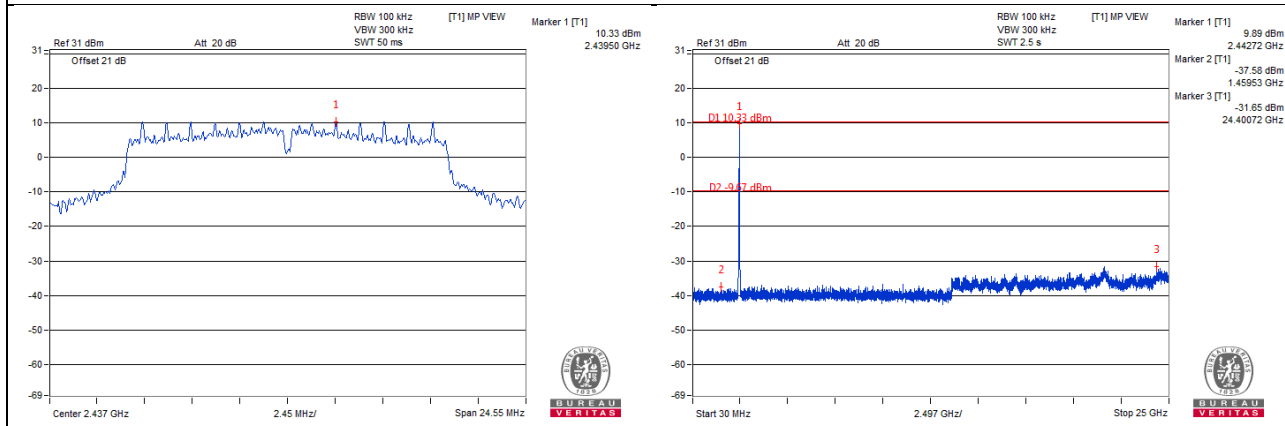 RBW 100 kHz
[T1] MP VIEW
VBW 300 kHz
Ref 31 dBm
Att 20 dB
SWT 50 ms
Marker 1 [T1]
10.33 dBm
2.43950 GHz
31
Offset 21 dB
20
10
0
-10
-20
-30
-40
-50
-60
-69
1
Center 2.437 GHz
2.45 MHz/
Span 24.55 MHz
BUREAU VERITAS
1828
BUREAU
VERITAS
RBW 100 kHz
[T1] MP VIEW
VBW 300 kHz
Ref 31 dBm
Att 20 dB
SWT 2.5 s
Marker 1 [T1]
9.89 dBm
2.44272 GHz
Marker 2 [T1]
-37.58 dBm
1.45953 GHz
Marker 3 [T1]
-31.65 dBm
24.40072 GHz
31
Offset 21 dB
20
10
0
-10
-20
-30
-40
-50
-60
-69
1
D1 10.33 dBm
D2 -9.67 dBm
2
3
Start 30 MHz
2.497 GHz/
Stop 25 GHz
BUREAU VERITAS
1828
BUREAU
VERITAS